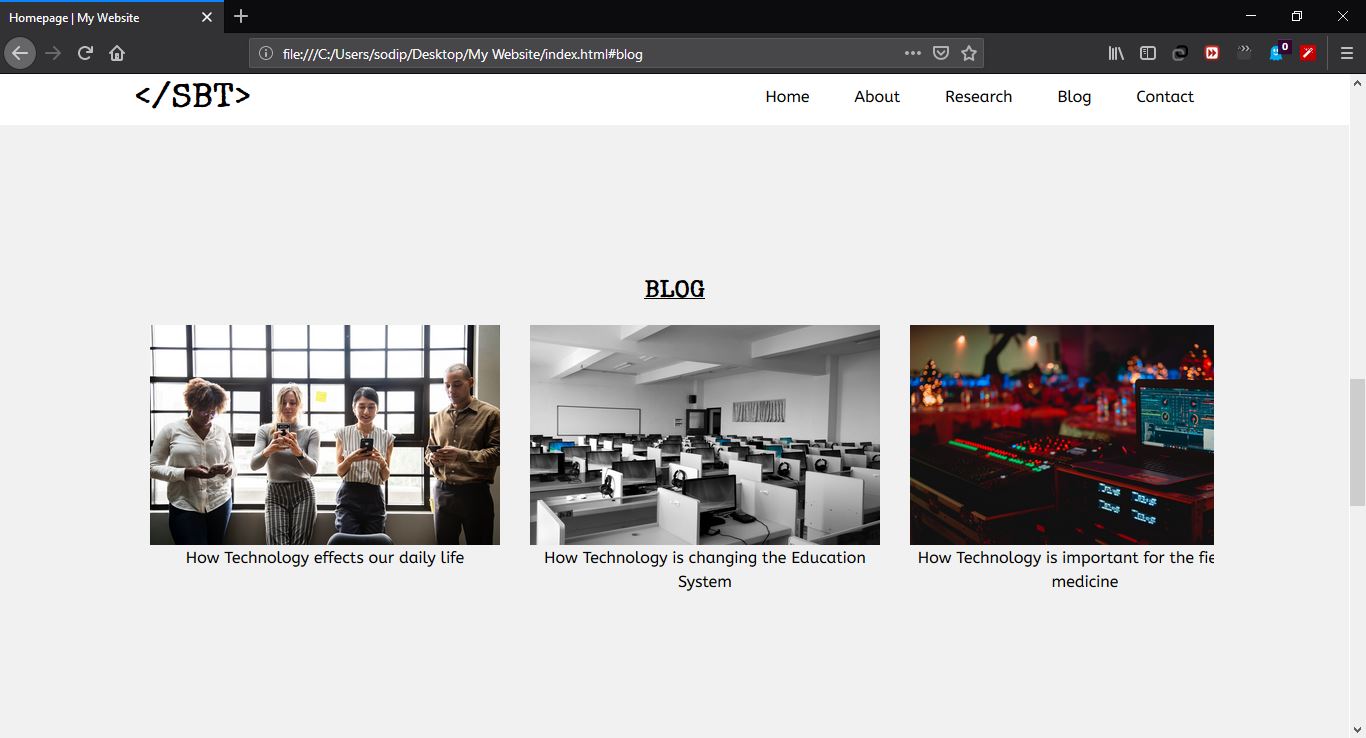 Homepage | My Website
file:///C:/Users/sodip/Desktop/My Website/index.html#blog
0
</SBT>
Home About Research Blog Contact
BLOG
How Technology effects our daily life
How Technology is changing the Education
System
How Technology is important for the fie
medicine